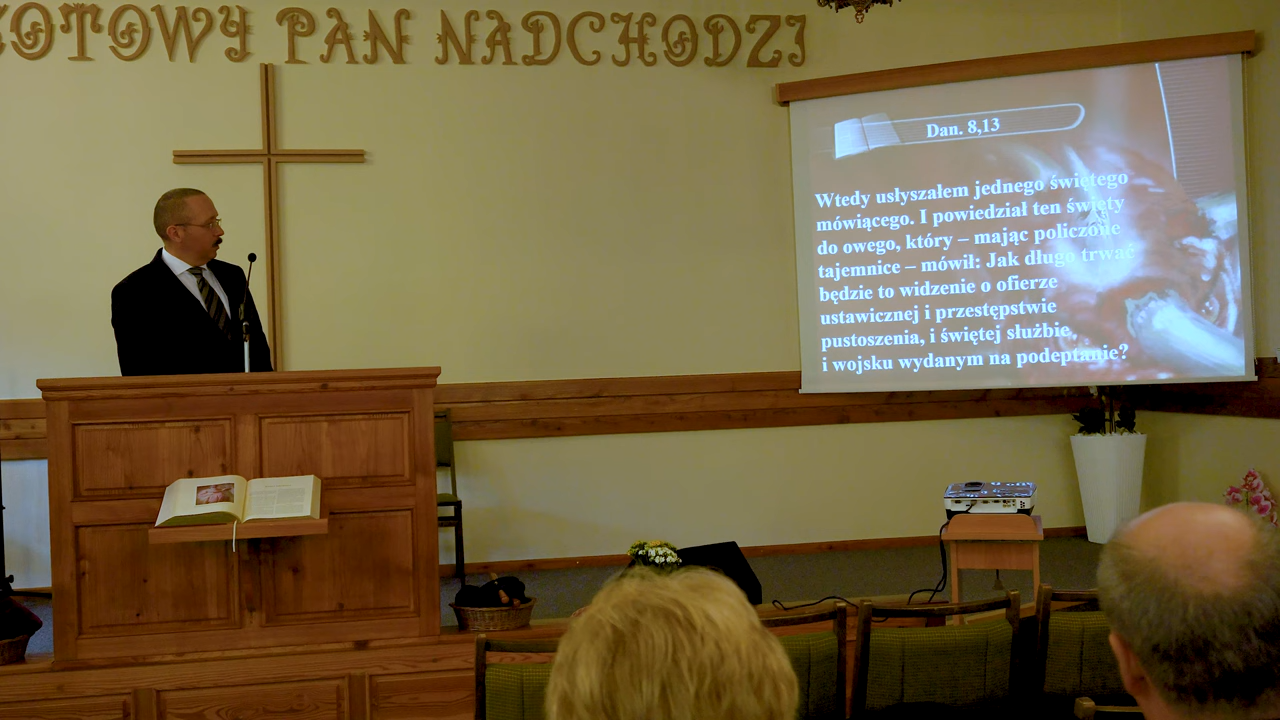 GOTOWY PAN NADCHODZI
Dan. 8,13
Wtedy usłyszałem jednego świętego
mówiącego. I powiedział ten święty
do owego, który – mając policzone
tajemnice – mówił: Jak długo trwać
będzie to widzenie o ofierze
ustawicznej i przestępstwie
pustoszenia, i świętej służbie,
i wojsku wydanym na podeptanie?